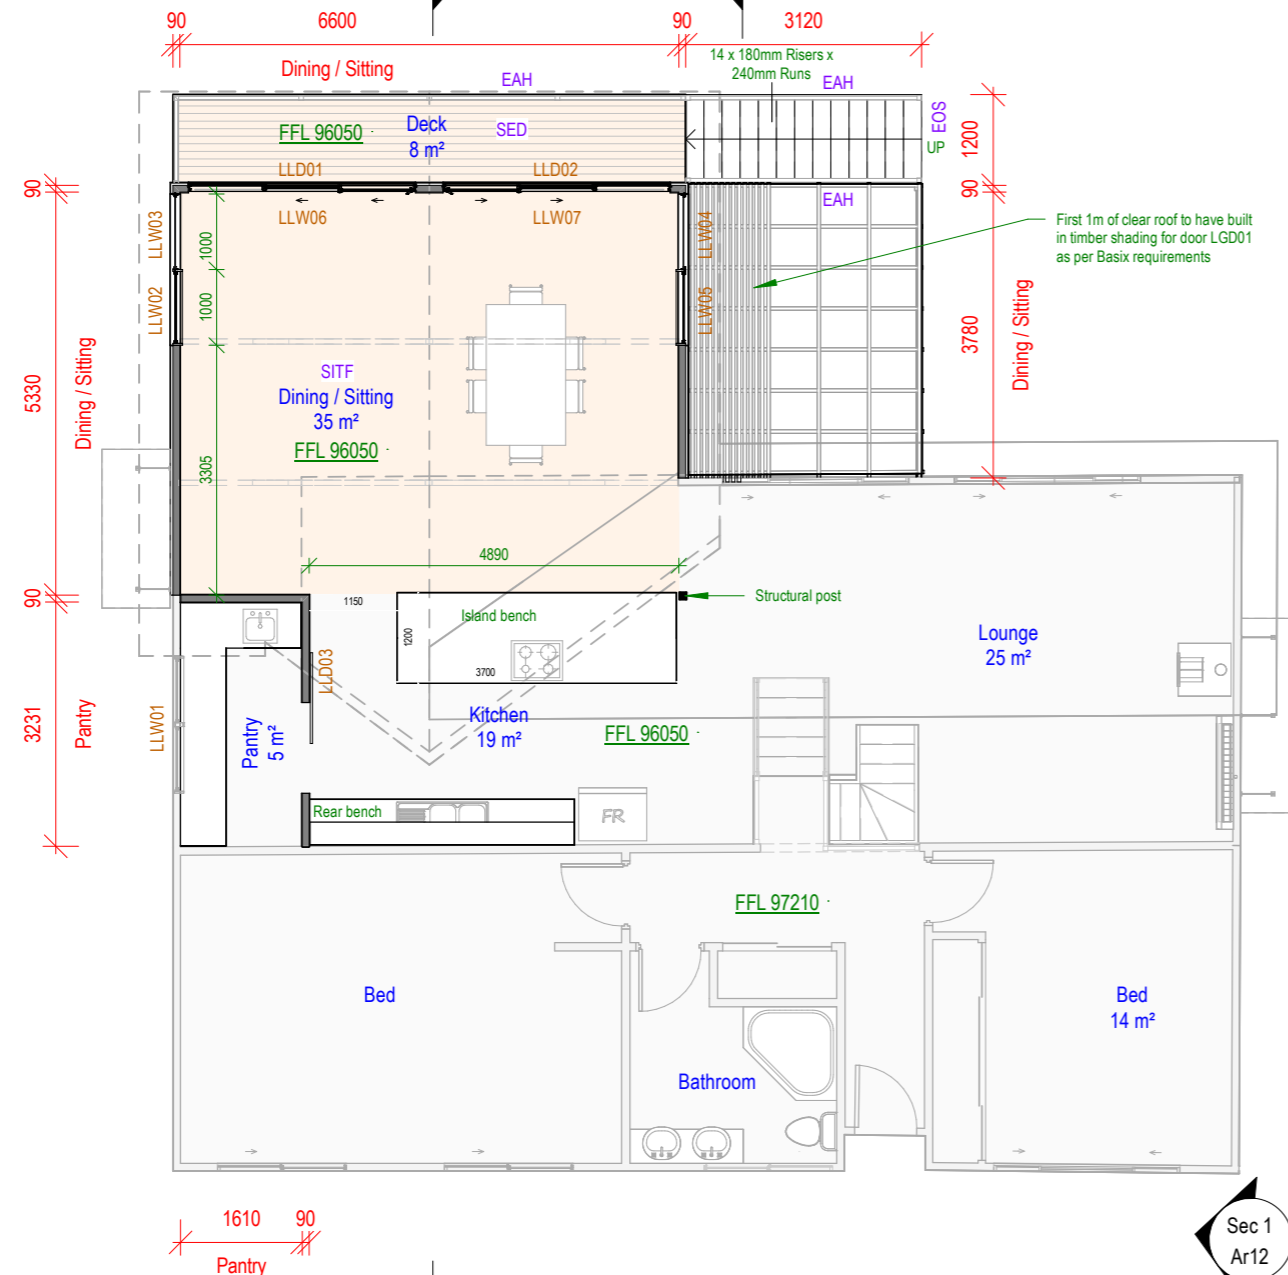 90
6600
90
3120
Dining / Sitting
14 x 180mm Risers x
240mm Runs
EAH
EAH
EOS
UP
1200
FFL 96050
Deck
8 m²
SED
LLD01
LLD02
90
90
LLW06
LLW07
EAH
LLW03
1000
LLW04
First 1m of clear roof to have built
in timber shading for door LGD01
as per Basix requirements
LLW02
1000
LLW05
5330
Dining / Sitting
3780
Dining / Sitting
SITF
Dining / Sitting
35 m²
FFL 96050
3305
4890
90
1150
Island bench
Structural post
1200
3700
Lounge
25 m²
LLD03
3231
Pantry
LLW01
Pantry
5 m²
Kitchen
19 m²
FFL 96050
Rear bench
FR
FFL 97210
Bed
Bed
14 m²
Bathroom
1610
90
Pantry
Sec 1
Ar12